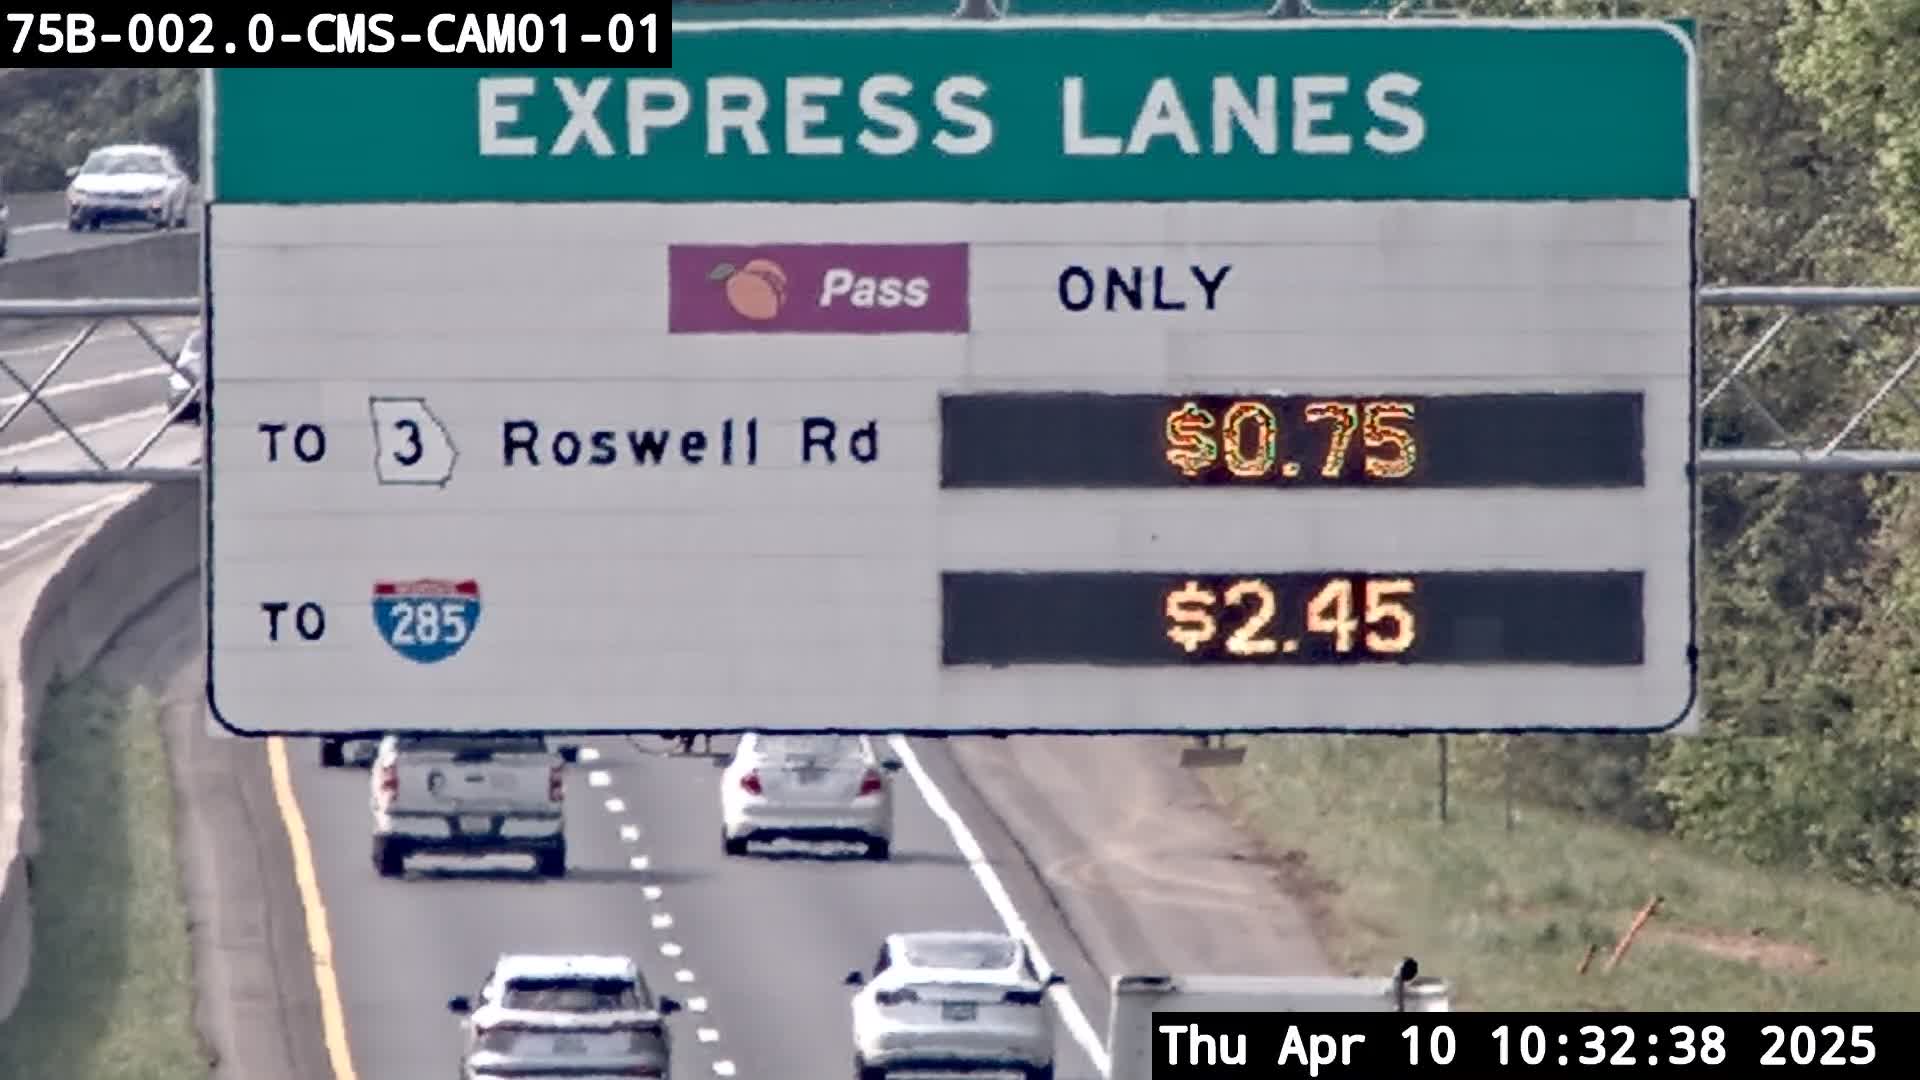 75B-002.0-CMS-CAM01-01
EXPRESS LANES
Pass ONLY
TO 3 Roswell Rd $0.75
TO 285 $2.45
Thu Apr 10 10:32:38 2025